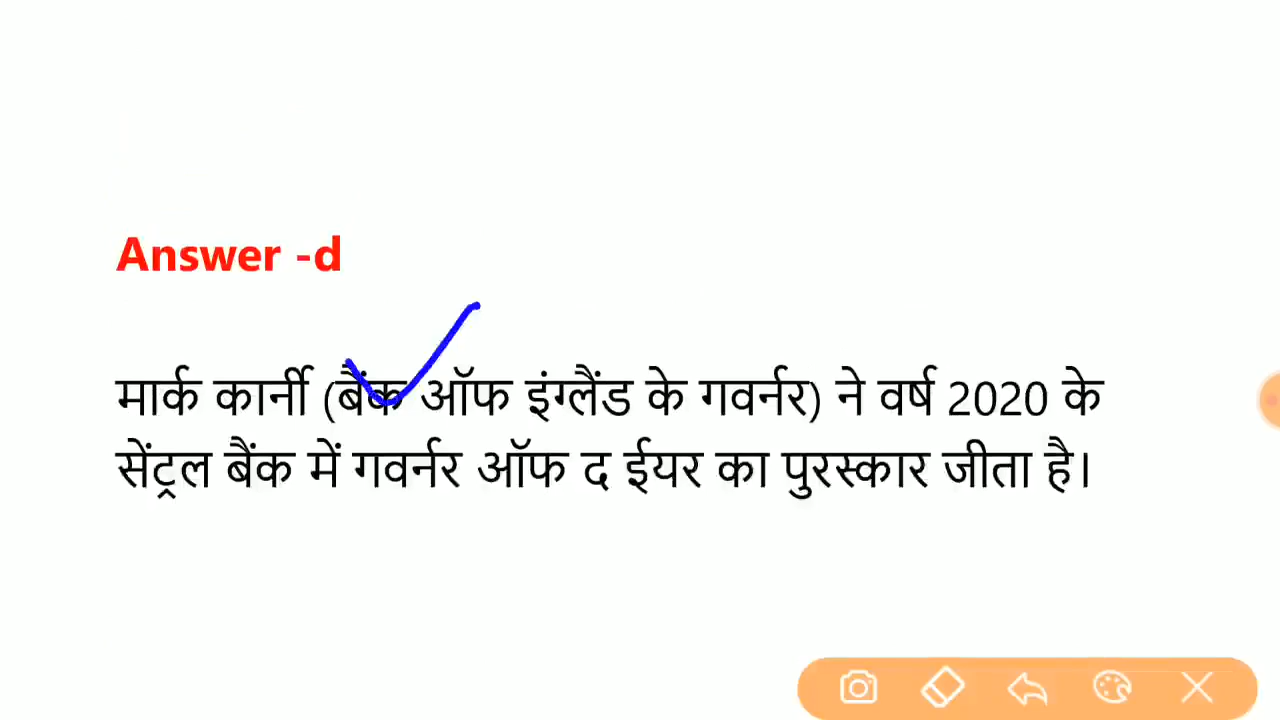 Answer -d
मार्क कार्नी (बैंक ऑफ इंग्लैंड के गवर्नर) ने वर्ष 2020 के
सेंट्रल बैंक में गवर्नर ऑफ द ईयर का पुरस्कार जीता है।